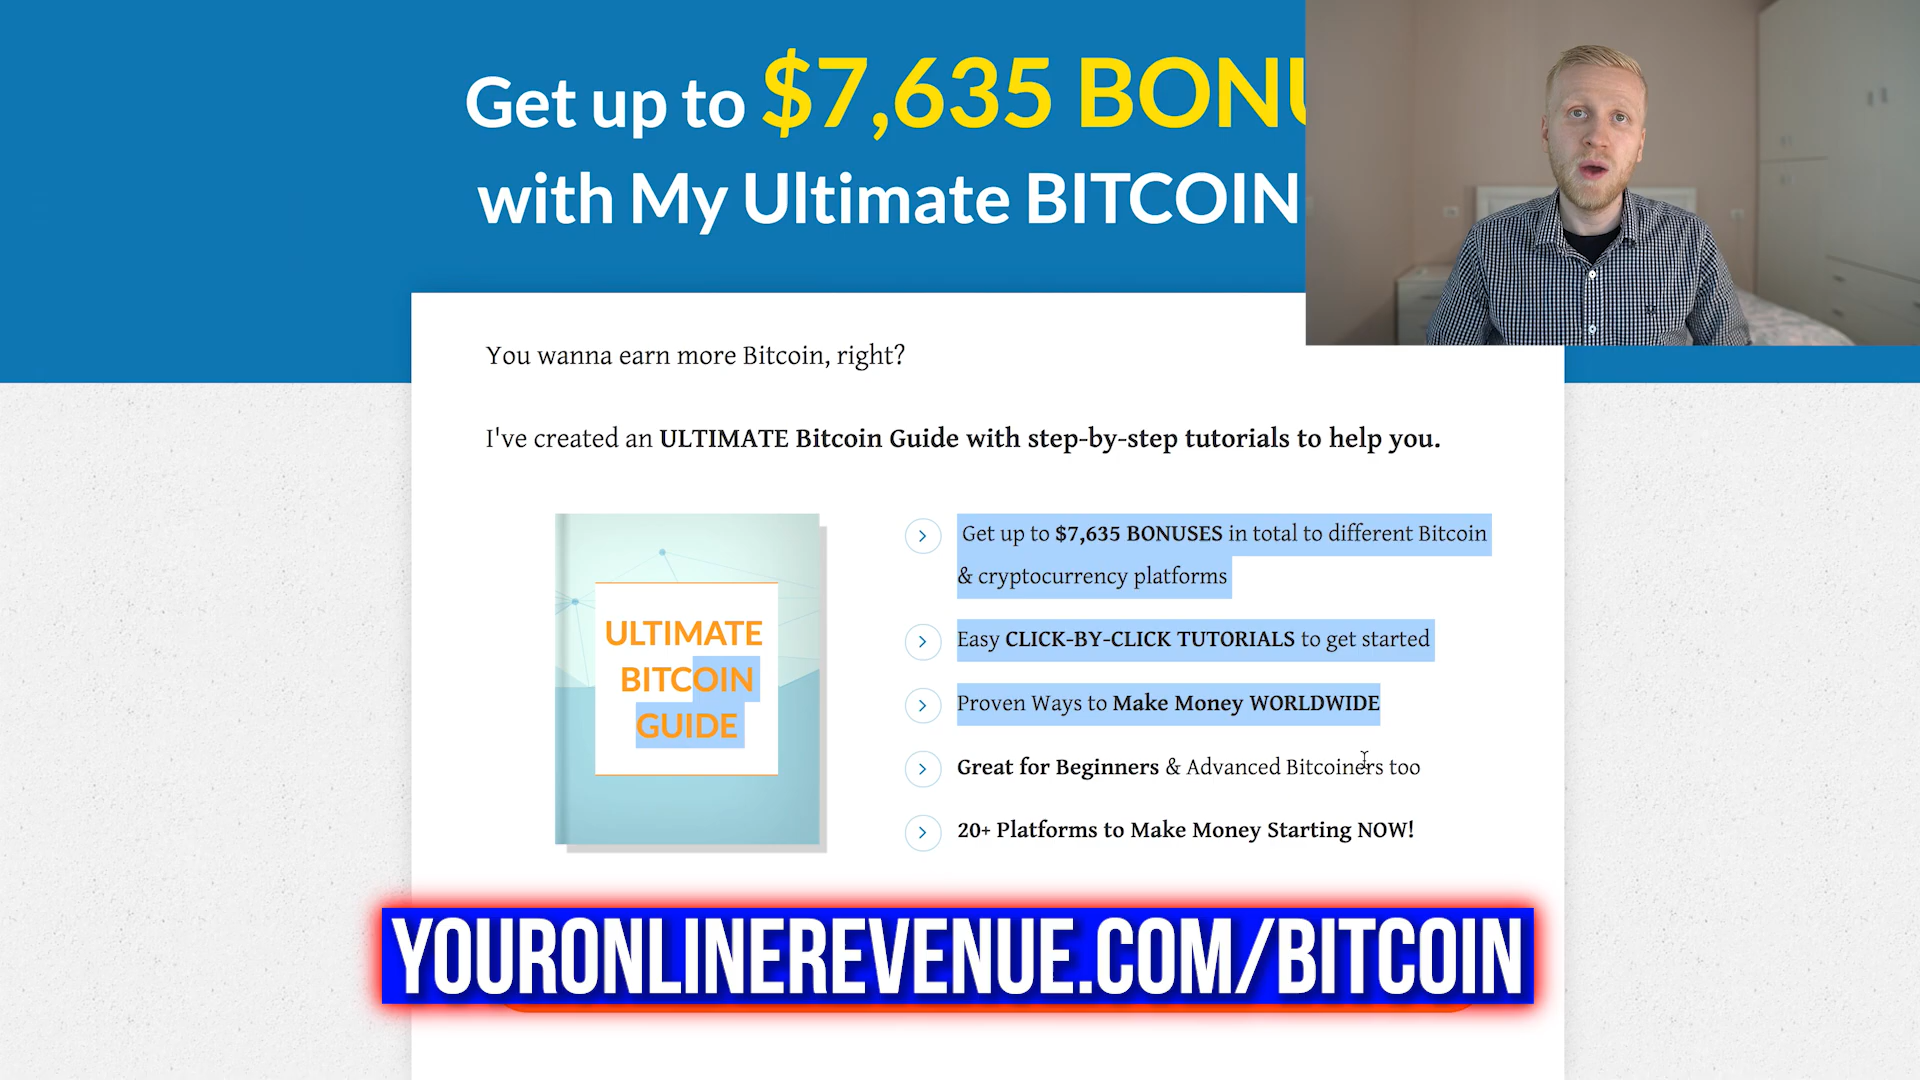 Get up to $7,635 BONU
with My Ultimate BITCOIN
You wanna earn more Bitcoin, right?
I've created an ULTIMATE Bitcoin Guide with step-by-step tutorials to help you.
ULTIMATE
BITCOIN
GUIDE
Get up to $7,635 BONUSES in total to different Bitcoin
& cryptocurrency platforms
Easy CLICK-BY-CLICK TUTORIALS to get started
Proven Ways to Make Money WORLDWIDE
Great for Beginners & Advanced Bitcoiners too
20+ Platforms to Make Money Starting NOW!
YOURONLINEREVENUE.COM/BITCOIN